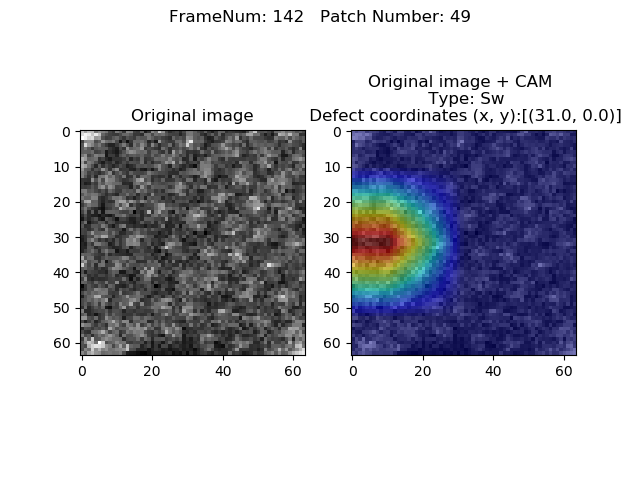 FrameNum: 142   Patch Number: 49
Original image
Original image + CAM
Type: Sw
Defect coordinates (x, y):[(31.0, 0.0)]
0
10
20
30
40
50
60
0 20 40 60
0
10
20
30
40
50
60
0 20 40 60